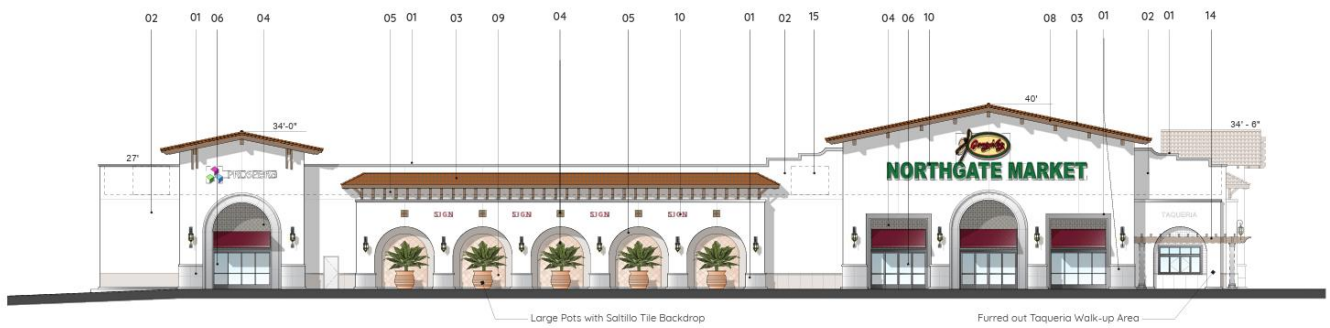 02 01 06 04 05 01 03 09 04 05 10 01 02 15 04 06 10 08 03 01 02 01 14
40'
34'-0"
34' - 6"
27'
González
NORTHGATE MARKET
PROSPERA
SIGN SIGN SIGN SIGN
TAQUERIA
Large Pots with Saltillo Tile Backdrop
Furred out Taqueria Walk-up Area